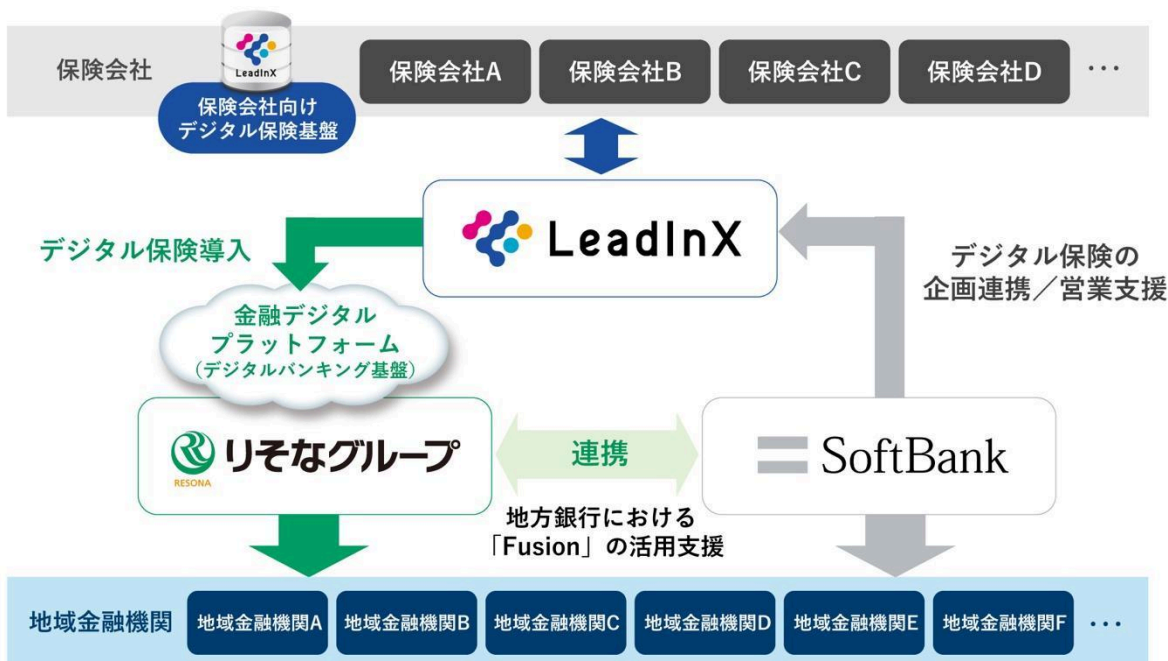 保険会社
LeadInX
保険会社向け
デジタル保険基盤
保険会社A
保険会社B
保険会社C
保険会社D
…
LeadInX
デジタル保険導入
デジタル保険の
企画連携／営業支援
金融デジタル
プラットフォーム
（デジタルバンキング基盤）
りそなグループ
RESONA
連携
SoftBank
地方銀行における
「Fusion」の活用支援
地域金融機関
地域金融機関A
地域金融機関B
地域金融機関C
地域金融機関D
地域金融機関E
地域金融機関F
…